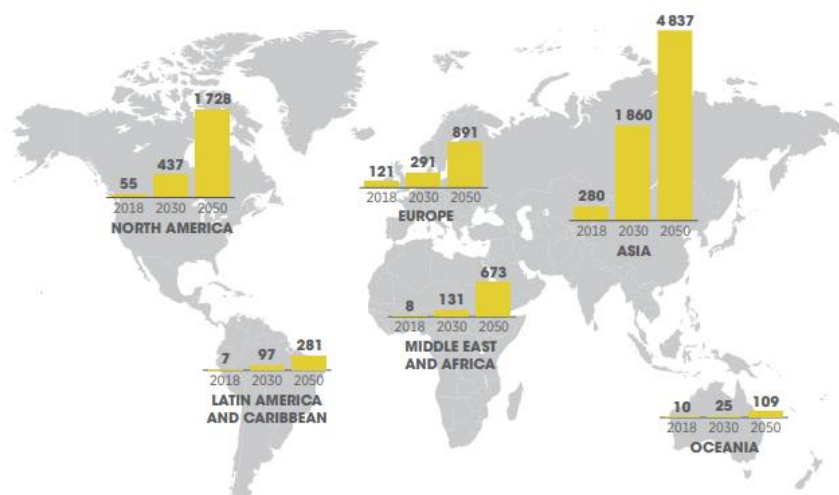 1 728
437
55
2018 2030 2050
NORTH AMERICA
891
291
121
2018 2030 2050
EUROPE
4 837
1 860
280
2018 2030 2050
ASIA
673
131
8
2018 2030 2050
MIDDLE EAST
AND AFRICA
281
97
7
2018 2030 2050
LATIN AMERICA
AND CARIBBEAN
109
25
10
2018 2030 2050
OCEANIA